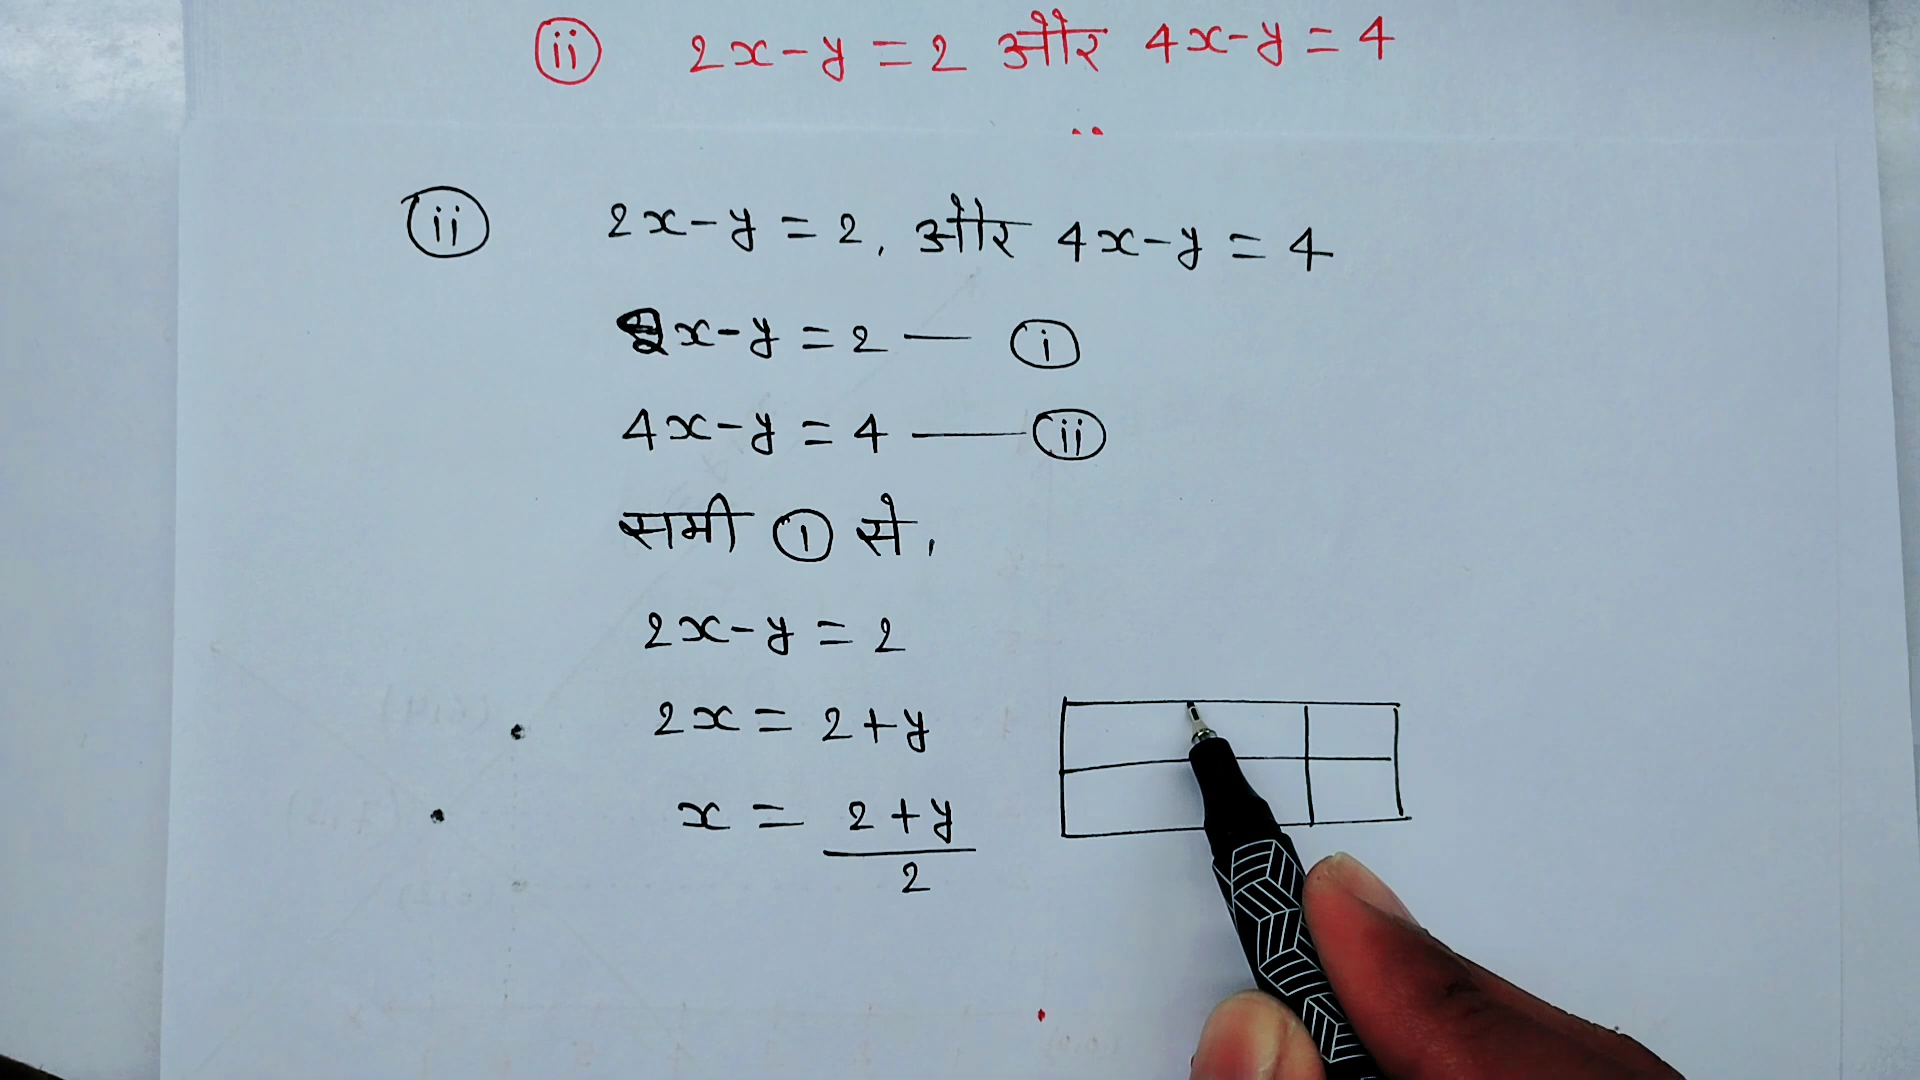 ii 2x-y=2 और 4x-y=4
ii 2x-y=2, और 4x-y=4
2x-y=2 — i
4x-y=4 — ii
समी ① से,
2x-y=2
2x=2+y
x = 2+y
2